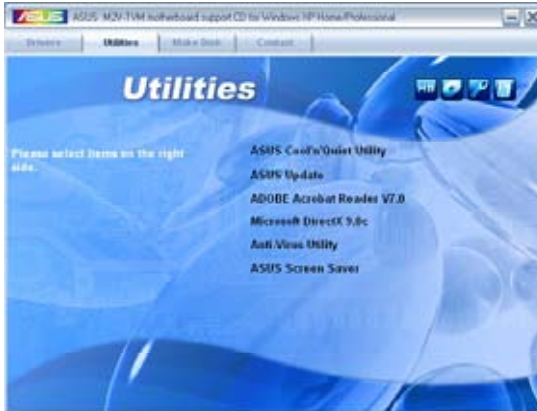 ASUS ASUS M2V-TVM motherboard support CD for Windows XP Home/Professional
Drivers Utilities Make Disk Contact
Utilities
Please select items on the right
side.
ASUS Cool'n'Quiet Utility
ASUS Update
ADOBE Acrobat Reader V7.0
Microsoft DirectX 9.0c
Anti-Virus Utility
ASUS Screen Saver